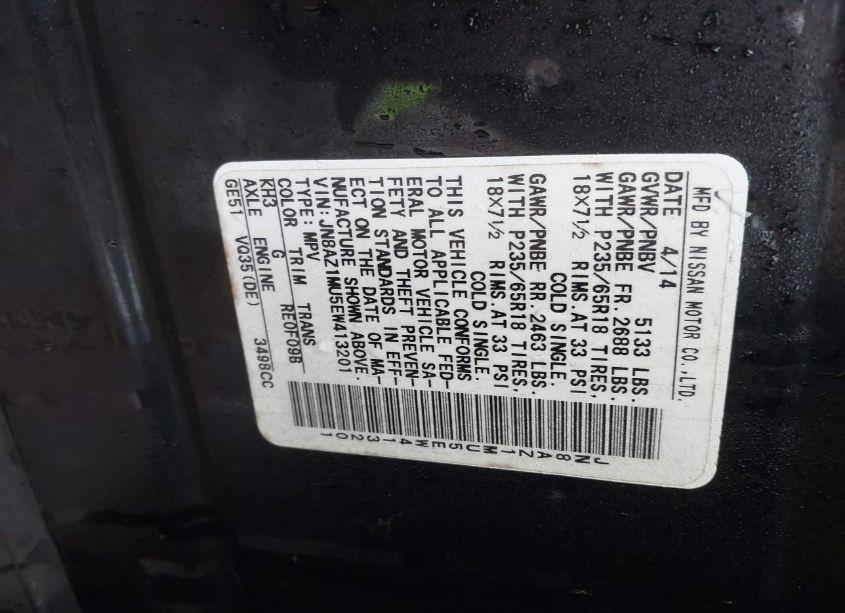 MFD BY NISSAN MOTOR CO.,LTD.
DATE 4/14
GVWR/PNBV 5133 LBS.
GAWR/PNBE FR.2688 LBS.
WITH P235/65R18 TIRES,
18X7½ RIMS.AT 33 PSI
COLD SINGLE.
GAWR/PNBE RR.2463 LBS.
WITH P235/65R18 TIRES,
18X7½ RIMS.AT 33 PSI
COLD SINGLE.
THIS VEHICLE CONFORMS
TO ALL APPLICABLE FED-
ERAL MOTOR VEHICLE SA-
FETY AND THEFT PREVEN-
TION STANDARDS IN EFF-
ECT ON THE DATE OF MA-
NUFACTURE SHOWN ABOVE.
VIN:JN8AZ1MU5EW413201
TYPE:MPV
COLOR TRIM TRANS
KH3 G RE0F09B
AXLE ENGINE
GE51 VQ35(DE) 3498CC
JN8AZ1MU5EW413201